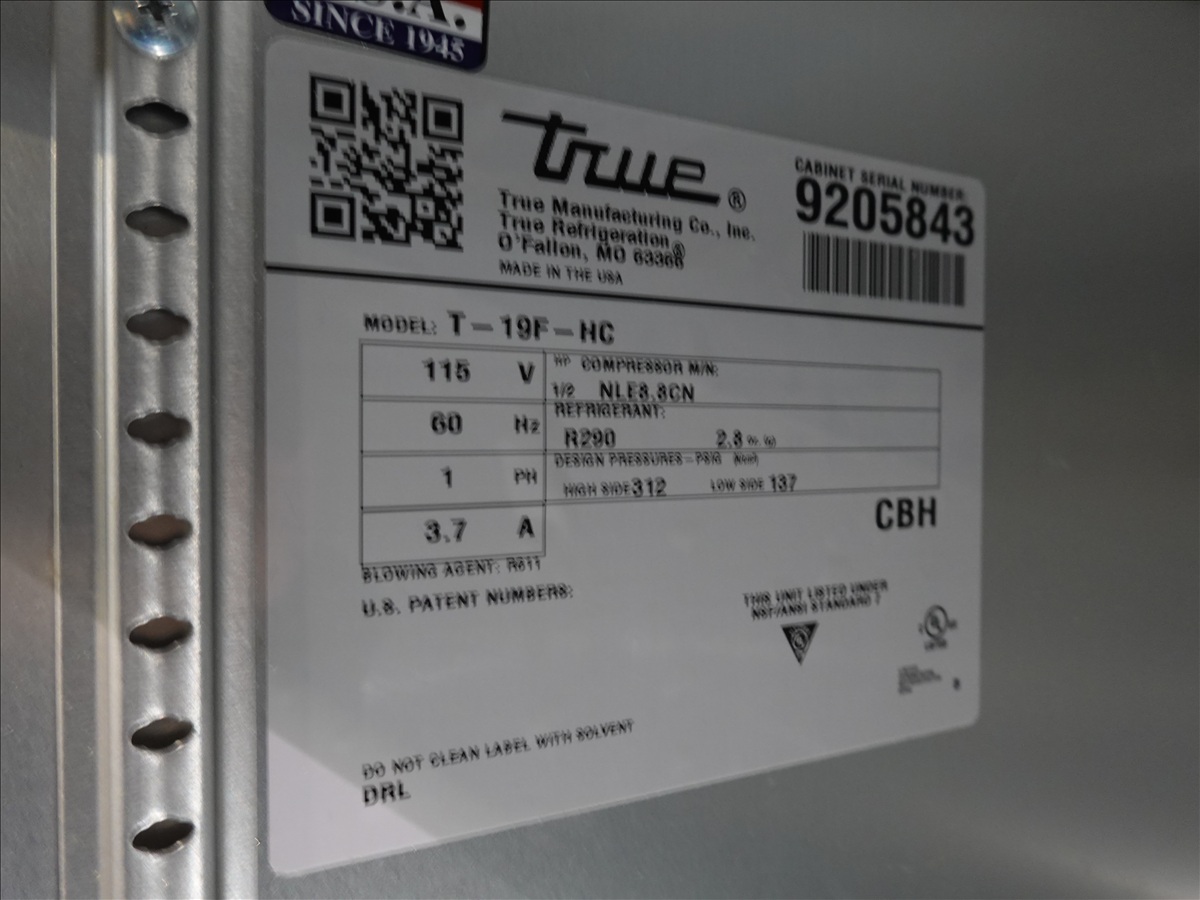 U.S.A.
SINCE 1945
true®
True Manufacturing Co., Inc.
True Refrigeration®
O'Fallon, MO 63366
MADE IN THE USA
CABINET SERIAL NUMBER:
9205843
MODEL: T-19F-HC
115 V
HP COMPRESSOR M/N:
1/2 NLE8.8CN
60 Hz
REFRIGERANT:
R290 2.8 oz.
1 PH
DESIGN PRESSURES-PSIG
HIGH SIDE 312 LOW SIDE 137
3.7 A
CBH
BLOWING AGENT: R611
U.S. PATENT NUMBERS:
THIS UNIT LISTED UNDER
NSF/ANSI STANDARD 7
DO NOT CLEAN LABEL WITH SOLVENT
DRL